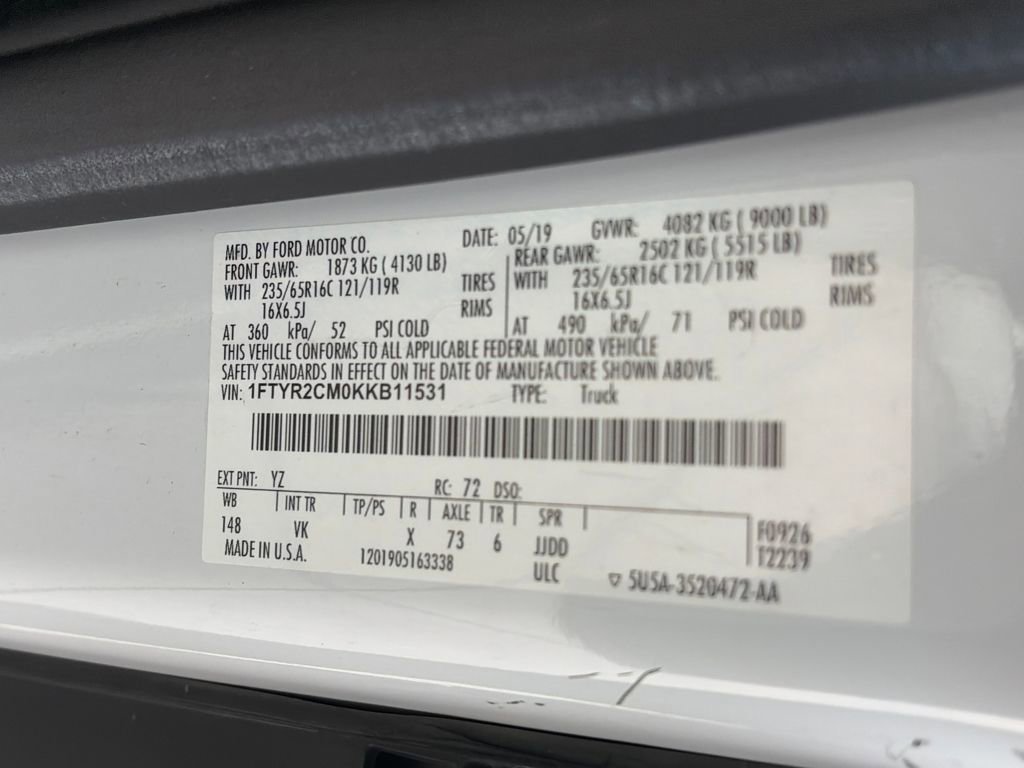 MFD. BY FORD MOTOR CO. DATE: 05/19 GVWR: 4082 KG ( 9000 LB)
FRONT GAWR: 1873 KG ( 4130 LB) REAR GAWR: 2502 KG ( 5515 LB)
WITH 235/65R16C 121/119R TIRES WITH 235/65R16C 121/119R TIRES
16X6.5J RIMS 16X6.5J RIMS
AT 360 kPa/ 52 PSI COLD AT 490 kPa/ 71 PSI COLD
THIS VEHICLE CONFORMS TO ALL APPLICABLE FEDERAL MOTOR VEHICLE
SAFETY STANDARDS IN EFFECT ON THE DATE OF MANUFACTURE SHOWN ABOVE.
VIN: 1FTYR2CM0KKB11531 TYPE: Truck
EXT PNT: YZ RC: 72 DSO:
WB INT TR TP/PS R AXLE TR SPR
148 VK X 73 6 JJDD F0926
MADE IN U.S.A. 1201905163338 ULC T2239
5U5A-3520472-AA